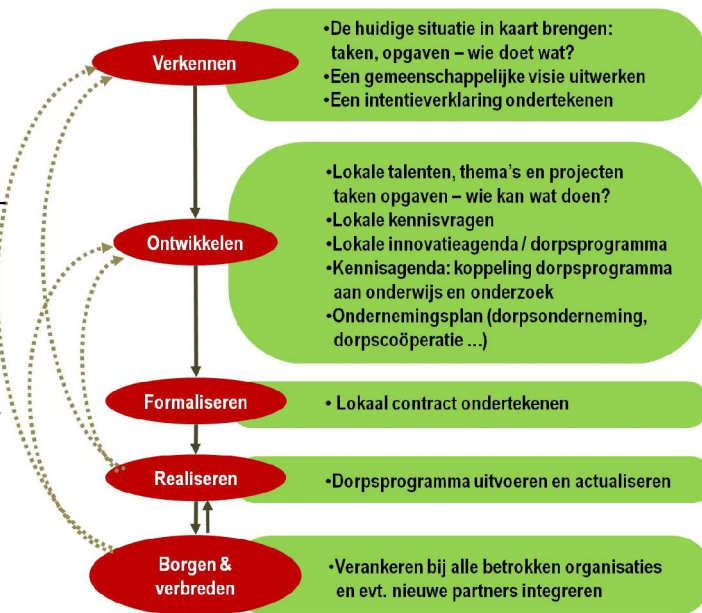 Verkennen
•De huidige situatie in kaart brengen:
taken, opgaven – wie doet wat?
•Een gemeenschappelijke visie uitwerken
•Een intentieverklaring ondertekenen
Ontwikkelen
•Lokale talenten, thema's en projecten
taken opgaven – wie kan wat doen?
•Lokale kennisvragen
•Lokale innovatieagenda / dorpsprogramma
•Kennisagenda: koppeling dorpsprogramma
aan onderwijs en onderzoek
•Ondernemingsplan (dorpsonderneming,
dorpscoöperatie ...)
Formaliseren
• Lokaal contract ondertekenen
Realiseren
•Dorpsprogramma uitvoeren en actualiseren
Borgen &
verbreden
•Verankeren bij alle betrokken organisaties
en evt. nieuwe partners integreren